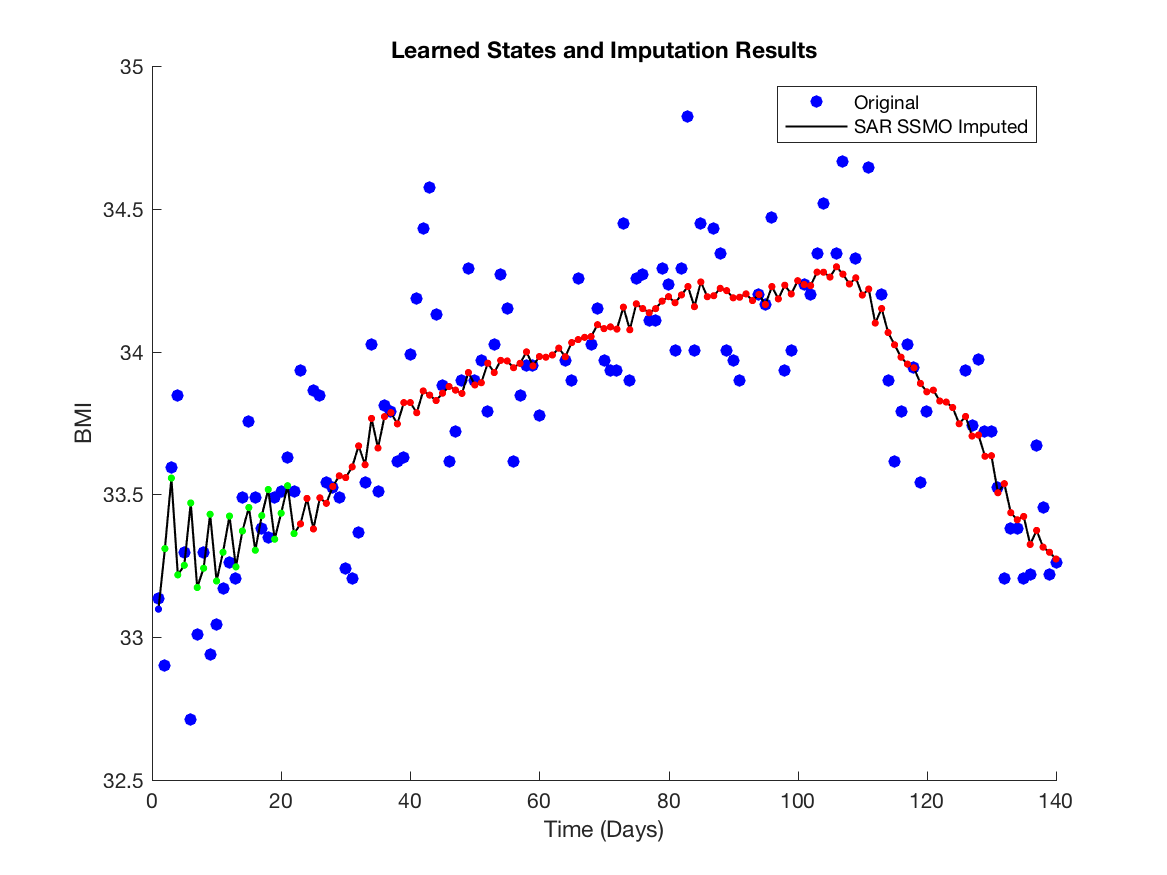 Learned States and Imputation Results
Original
SAR SSMO Imputed
BMI
35
34.5
34
33.5
33
32.5
0 20 40 60 80 100 120 140
Time (Days)